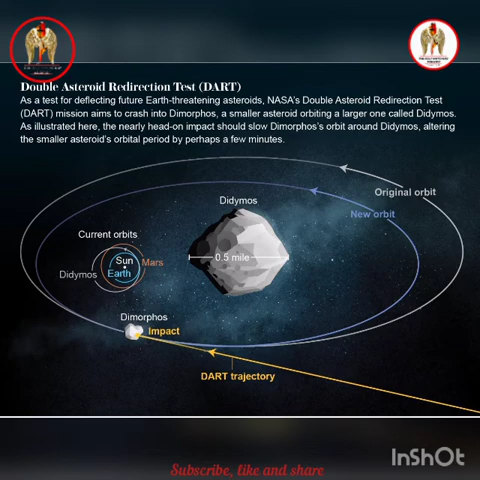 Double Asteroid Redirection Test (DART)
As a test for deflecting future Earth-threatening asteroids, NASA's Double Asteroid Redirection Test
(DART) mission aims to crash into Dimorphos, a smaller asteroid orbiting a larger one called Didymos.
As illustrated here, the nearly head-on impact should slow Dimorphos's orbit around Didymos, altering
the smaller asteroid's orbital period by perhaps a few minutes.
Original orbit
Didymos
New orbit
Current orbits
Sun
Mars
0.5 mile
Didymos
Earth
Dimorphos
Impact
DART trajectory
InShOt
Subscribe, like and share